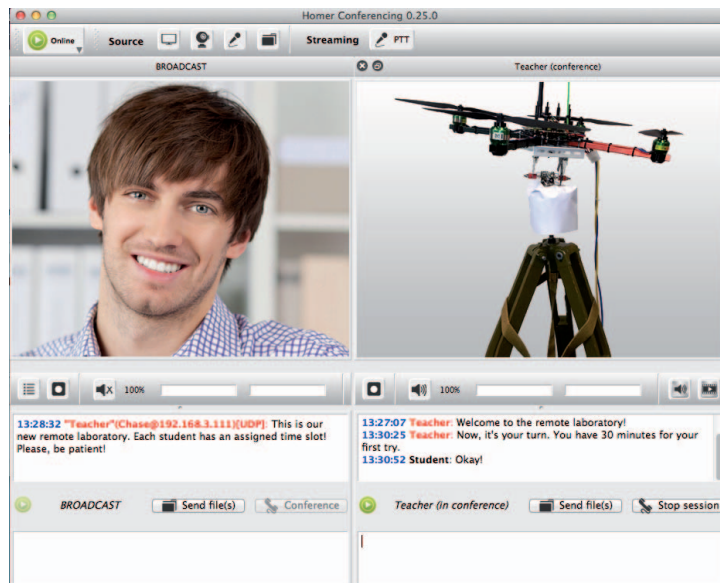 Homer Conferencing 0.25.0
Online Source Streaming PTT
BROADCAST
Teacher (conference)
100%
100%
13:28:32 "Teacher"(Chase@192.168.3.111)[UDP]: This is our
new remote laboratory. Each student has an assigned time slot!
Please, be patient!
13:27:07 Teacher: Welcome to the remote laboratory!
13:30:25 Teacher: Now, it's your turn. You have 30 minutes for your
first try.
13:30:52 Student: Okay!
BROADCAST Send file(s) Conference
Teacher (in conference) Send file(s) Stop session